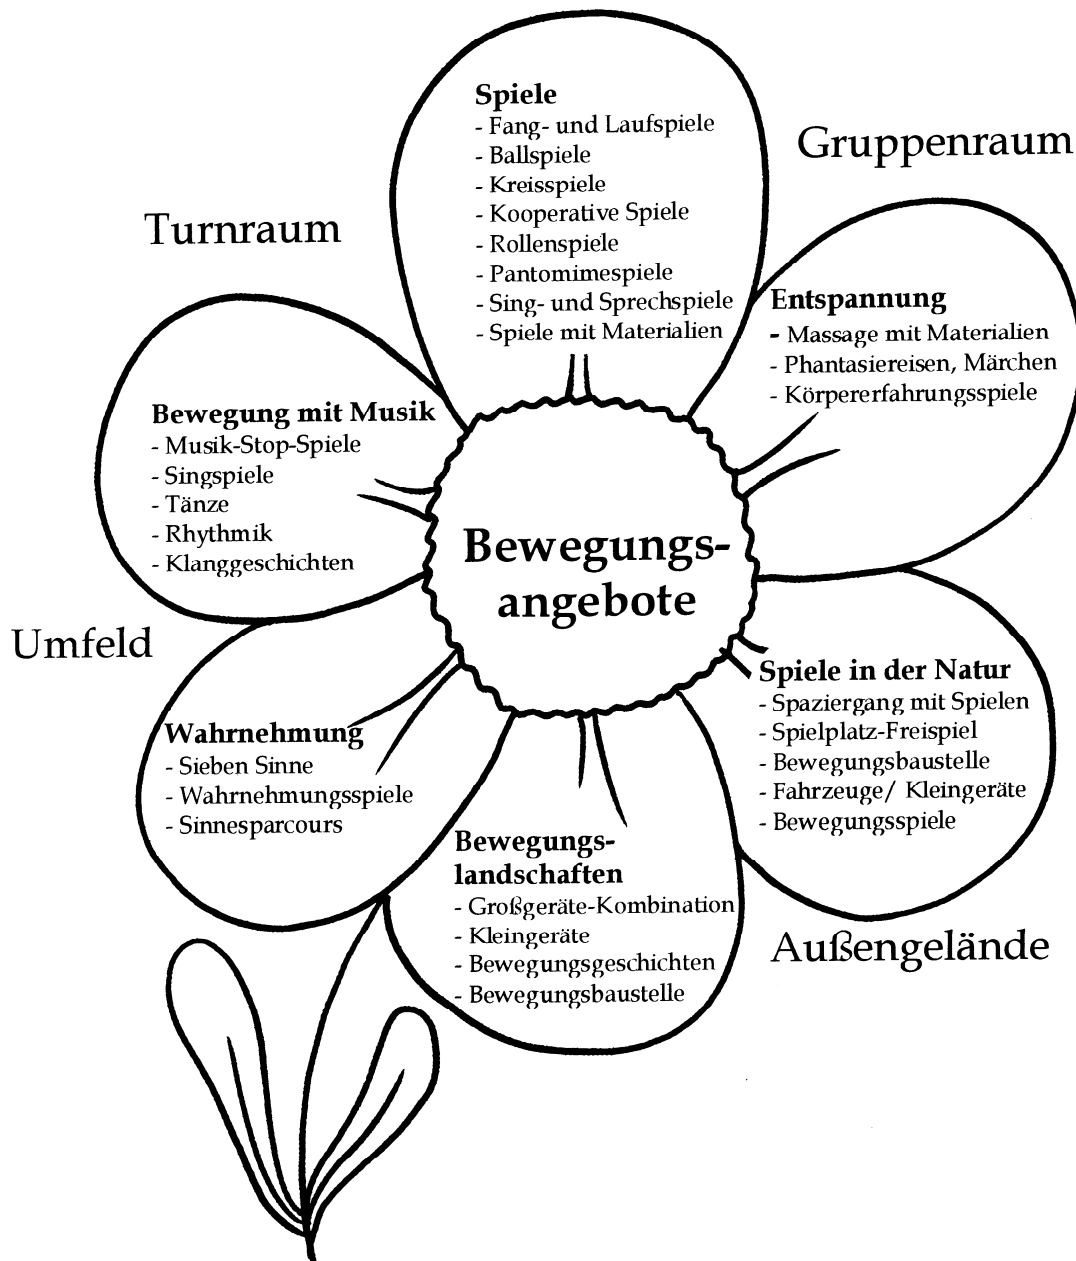 Spiele
- Fang- und Laufspiele
- Ballspiele
- Kreisspiele
- Kooperative Spiele
- Rollenspiele
- Pantomimespiele
- Sing- und Sprechspiele
- Spiele mit Materialien
Gruppenraum
Turnraum
Entspannung
- Massage mit Materialien
- Phantasiereisen, Märchen
- Körpererfahrungsspiele
Bewegung mit Musik
- Musik-Stop-Spiele
- Singspiele
- Tänze
- Rhythmik
- Klanggeschichten
Bewegungs-
angebote
Umfeld
Spiele in der Natur
- Spaziergang mit Spielen
- Spielplatz-Freispiel
- Bewegungsbaustelle
- Fahrzeuge/ Kleingeräte
- Bewegungsspiele
Wahrnehmung
- Sieben Sinne
- Wahrnehmungsspiele
- Sinnesparcours
Bewegungs-
landschaften
- Großgeräte-Kombination
- Kleingeräte
- Bewegungsgeschichten
- Bewegungsbaustelle
Außengelände